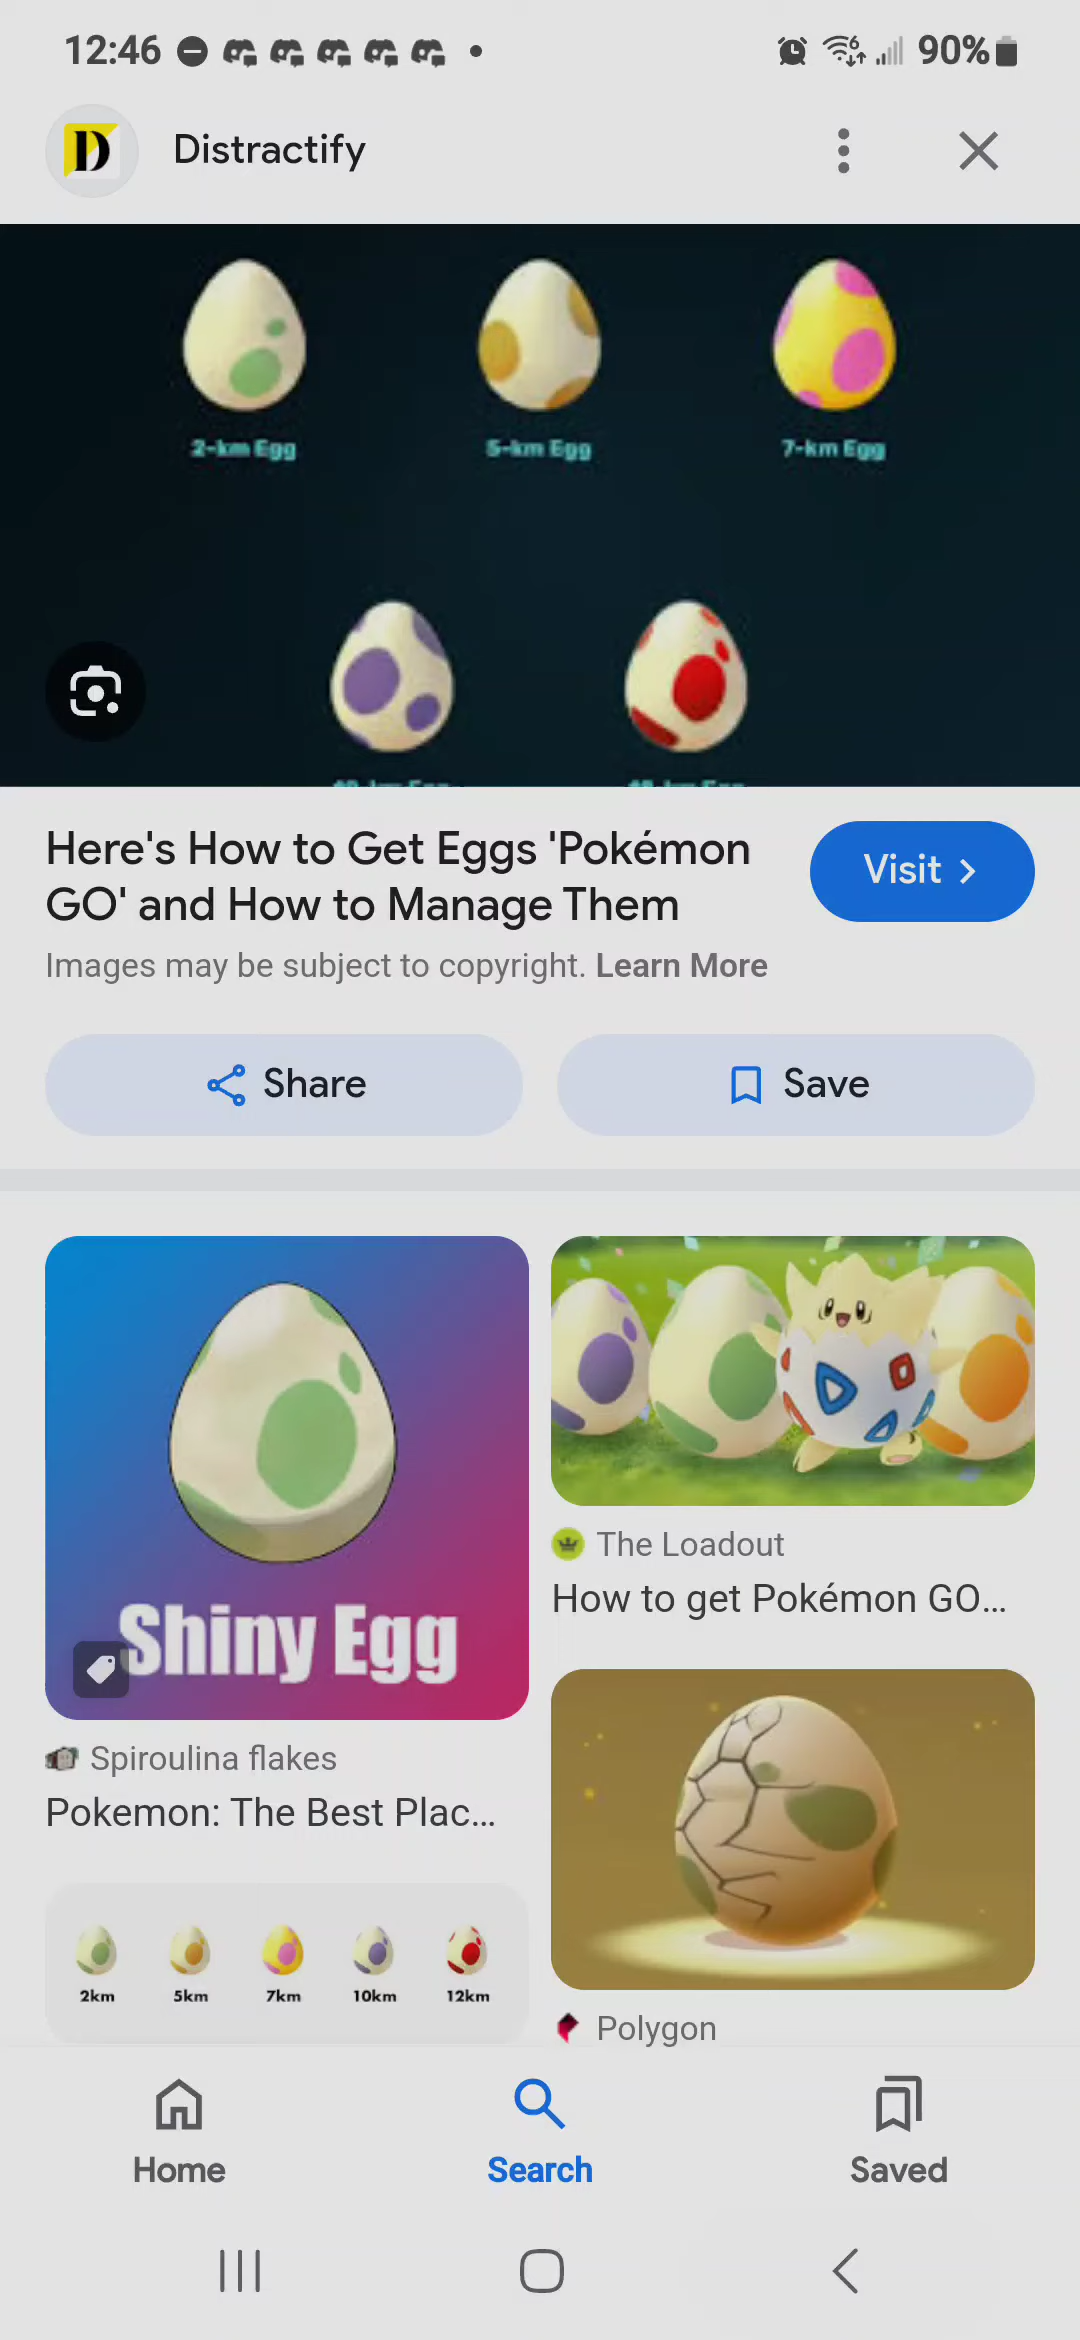 12:46
6
90%
D
Distractify
2-km Egg
5-km Egg
7-km Egg
Here's How to Get Eggs 'Pokémon
GO' and How to Manage Them
Visit
Images may be subject to copyright. Learn More
Share
Save
Shiny Egg
The Loadout
How to get Pokémon GO...
Spiroulina flakes
Pokemon: The Best Plac...
2km
5km
7km
10km
12km
Polygon
Home
Search
Saved